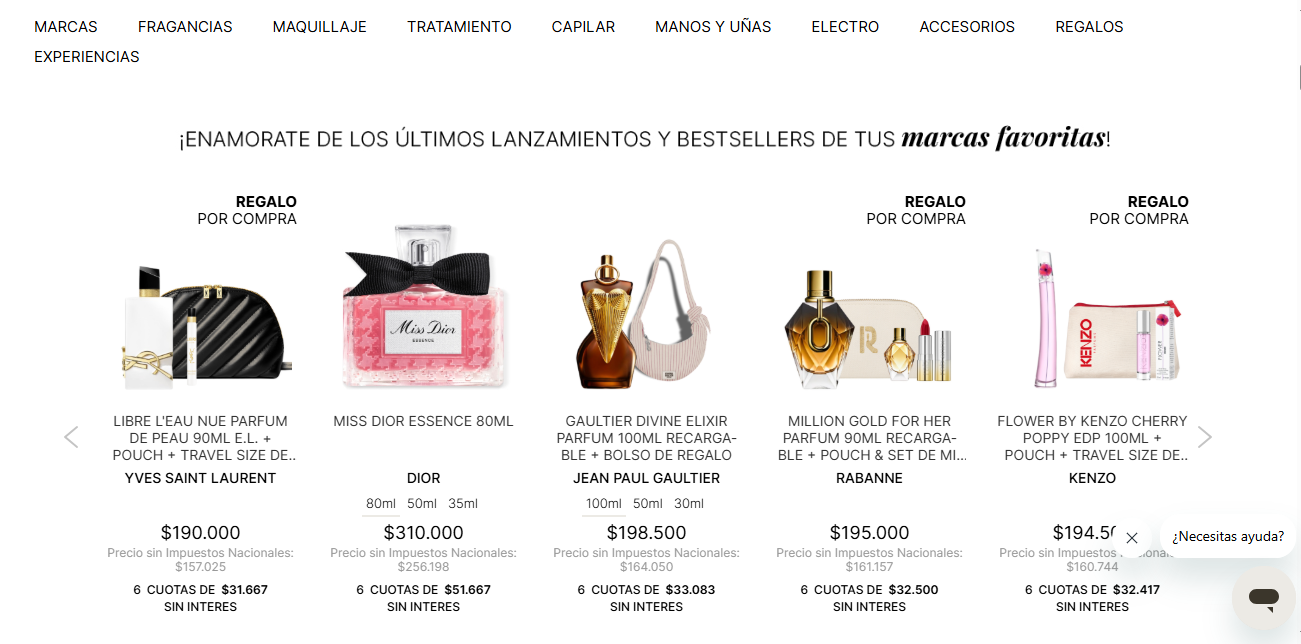 MARCAS FRAGANCIAS MAQUILLAJE TRATAMIENTO CAPILAR MANOS Y UÑAS ELECTRO ACCESORIOS REGALOS
EXPERIENCIAS
¡ENAMORATE DE LOS ÚLTIMOS LANZAMIENTOS Y BESTSELLERS DE TUS marcas favoritas!
REGALO
POR COMPRA
LIBRE L'EAU NUE PARFUM
DE PEAU 90ML E.L. +
POUCH + TRAVEL SIZE DE..
YVES SAINT LAURENT
$190.000
Precio sin Impuestos Nacionales:
$157.025
6 CUOTAS DE $31.667
SIN INTERES
Miss Dior
ESSENCE
MISS DIOR ESSENCE 80ML
DIOR
80ml 50ml 35ml
$310.000
Precio sin Impuestos Nacionales:
$256.198
6 CUOTAS DE $51.667
SIN INTERES
GAULTIER DIVINE ELIXIR
PARFUM 100ML RECARGA-
BLE + BOLSO DE REGALO
JEAN PAUL GAULTIER
100ml 50ml 30ml
$198.500
Precio sin Impuestos Nacionales:
$164.050
6 CUOTAS DE $33.083
SIN INTERES
REGALO
POR COMPRA
R
MILLION GOLD FOR HER
PARFUM 90ML RECARGA-
BLE + POUCH & SET DE MI...
RABANNE
$195.000
Precio sin Impuestos Nacionales:
$161.157
6 CUOTAS DE $32.500
SIN INTERES
REGALO
POR COMPRA
KENZO
FLOWER BY KENZO CHERRY
POPPY EDP 100ML +
POUCH + TRAVEL SIZE DE..
KENZO
$194.50
Precio sin Impuestos
$160.744
6 CUOTAS DE $32.417
SIN INTERES
¿Necesitas ayuda?